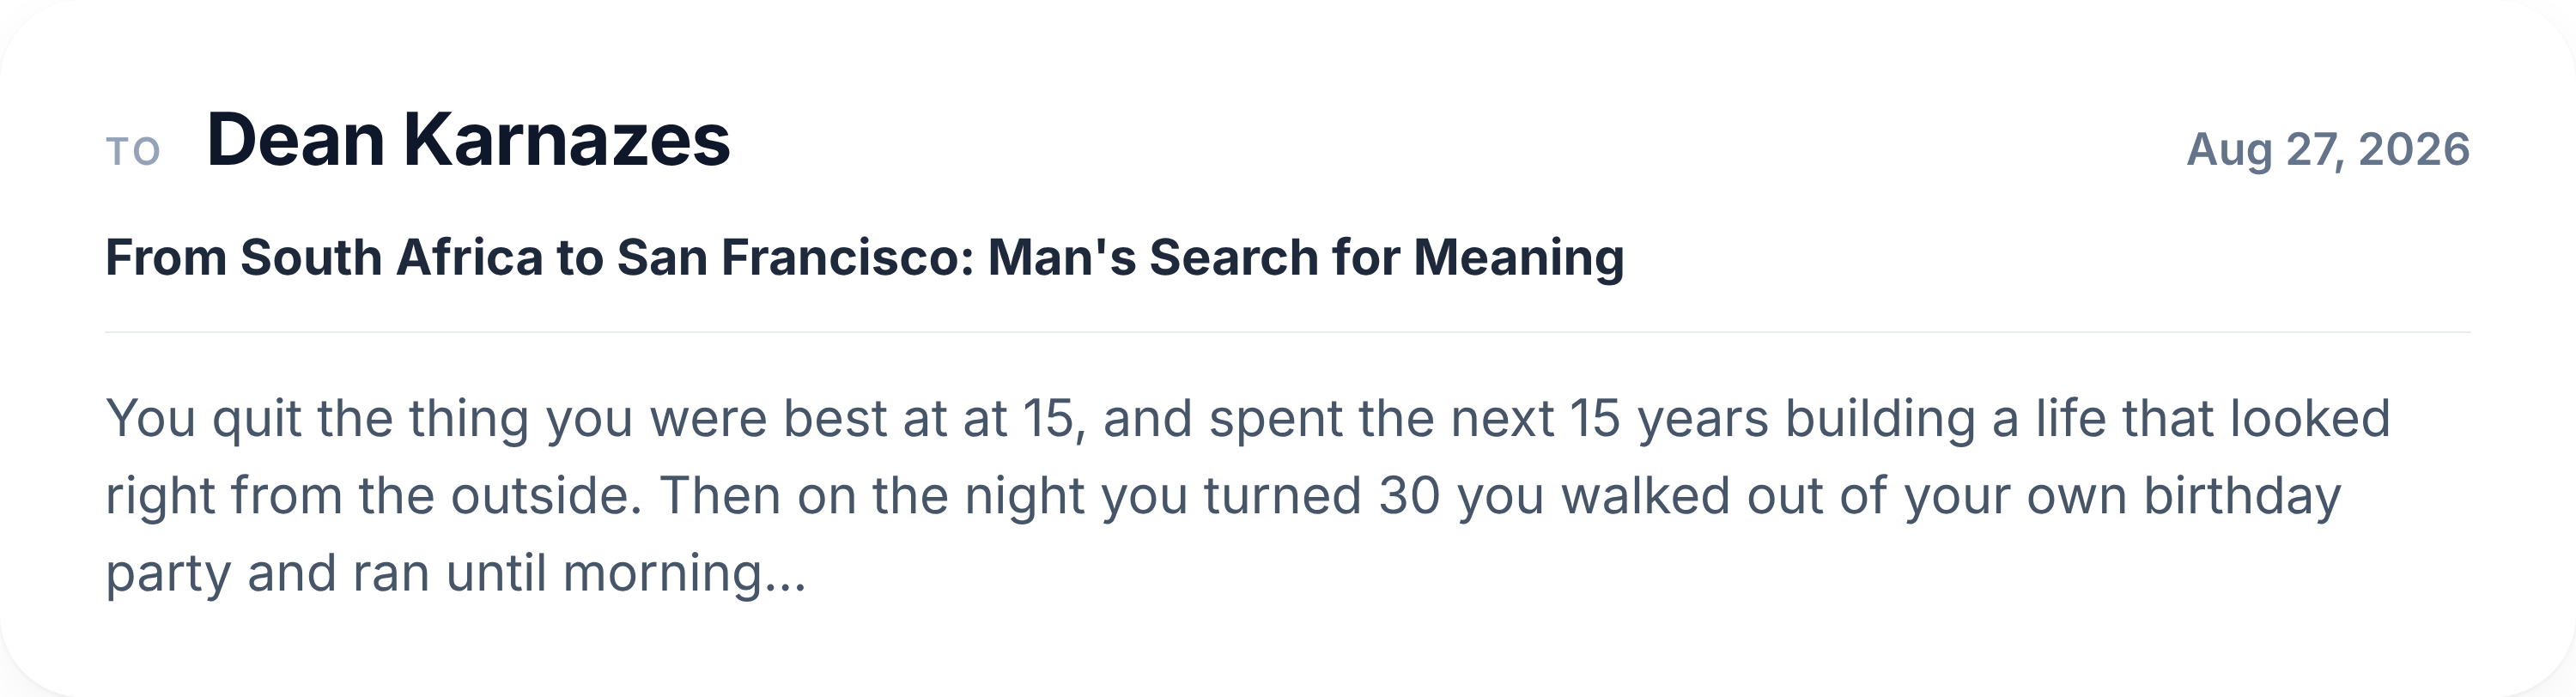 TO Dean Karnazes Aug 27, 2026
From South Africa to San Francisco: Man's Search for Meaning
You quit the thing you were best at at 15, and spent the next 15 years building a life that looked
right from the outside. Then on the night you turned 30 you walked out of your own birthday
party and ran until morning...